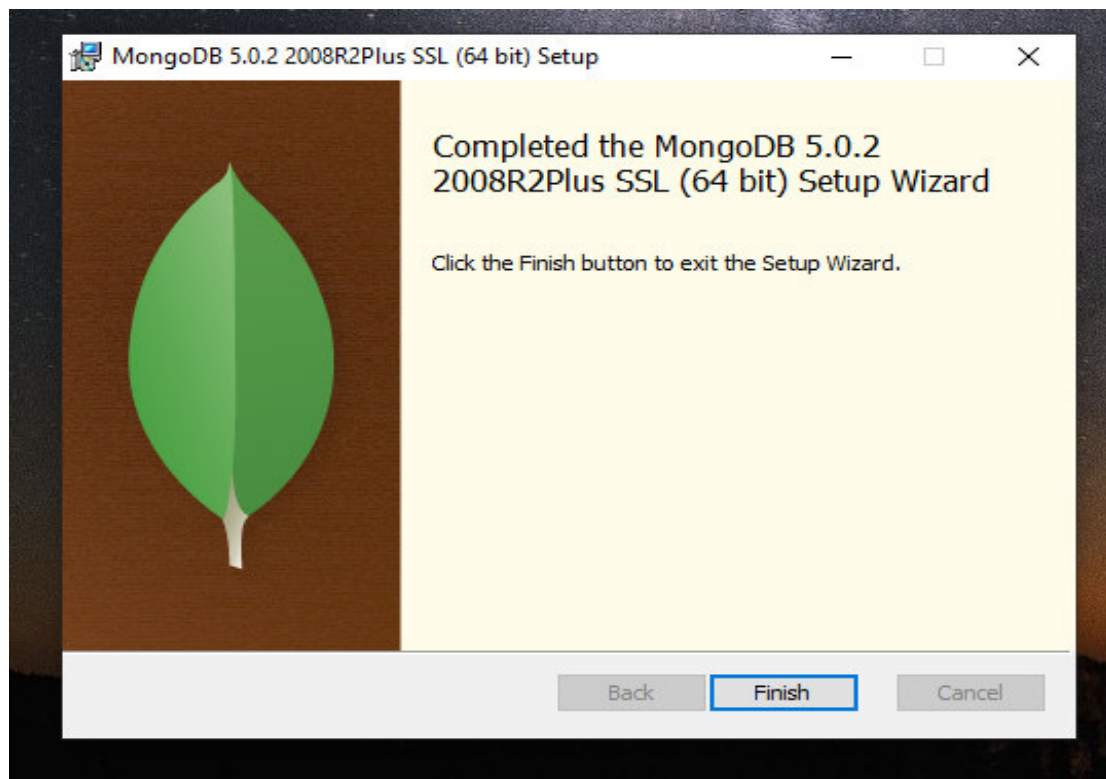 MongoDB 5.0.2 2008R2Plus SSL (64 bit) Setup
Completed the MongoDB 5.0.2
2008R2Plus SSL (64 bit) Setup Wizard
Click the Finish button to exit the Setup Wizard.
Back
Finish
Cancel